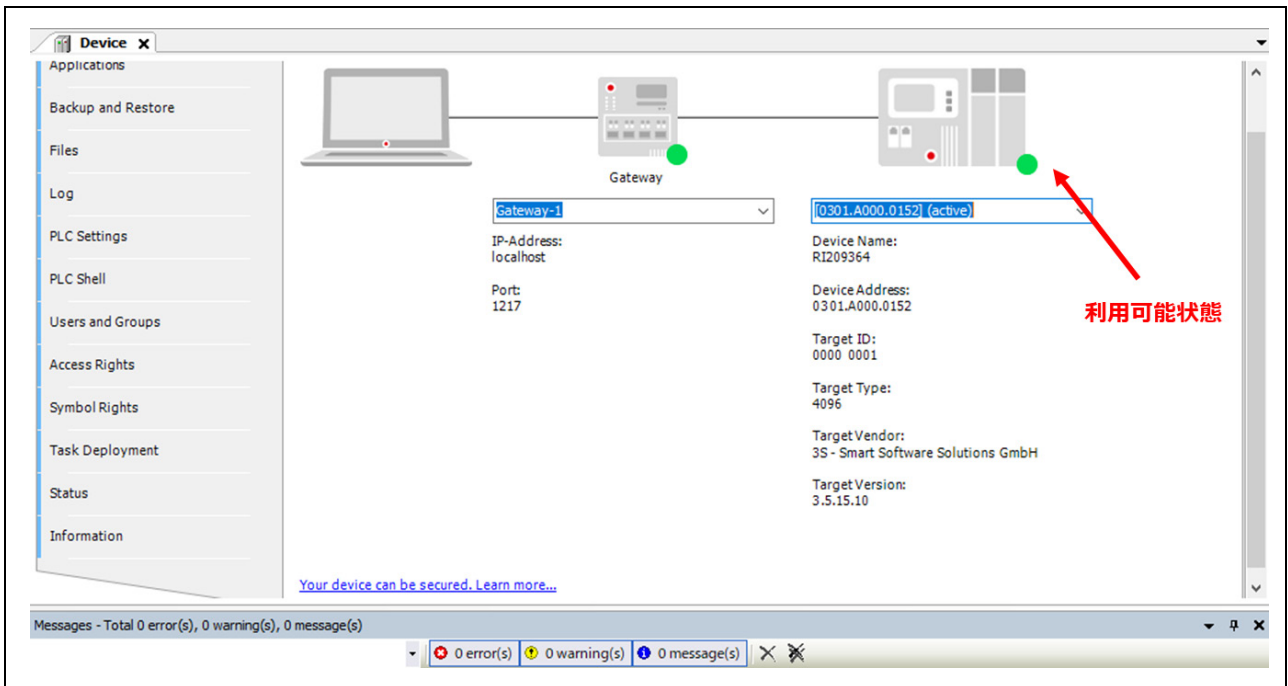 Device
Applications
Backup and Restore
Files
Log
PLC Settings
PLC Shell
Users and Groups
Access Rights
Symbol Rights
Task Deployment
Status
Information
Gateway
Gateway-1
IP-Address:
localhost
Port:
1217
[0301.A000.0152] (active)
Device Name:
RI209364
Device Address:
0301.A000.0152
Target ID:
0000 0001
Target Type:
4096
Target Vendor:
3S - Smart Software Solutions GmbH
Target Version:
3.5.15.10
利用可能状態
Your device can be secured. Learn more...
Messages - Total 0 error(s), 0 warning(s), 0 message(s)
0 error(s) 0 warning(s) 0 message(s)